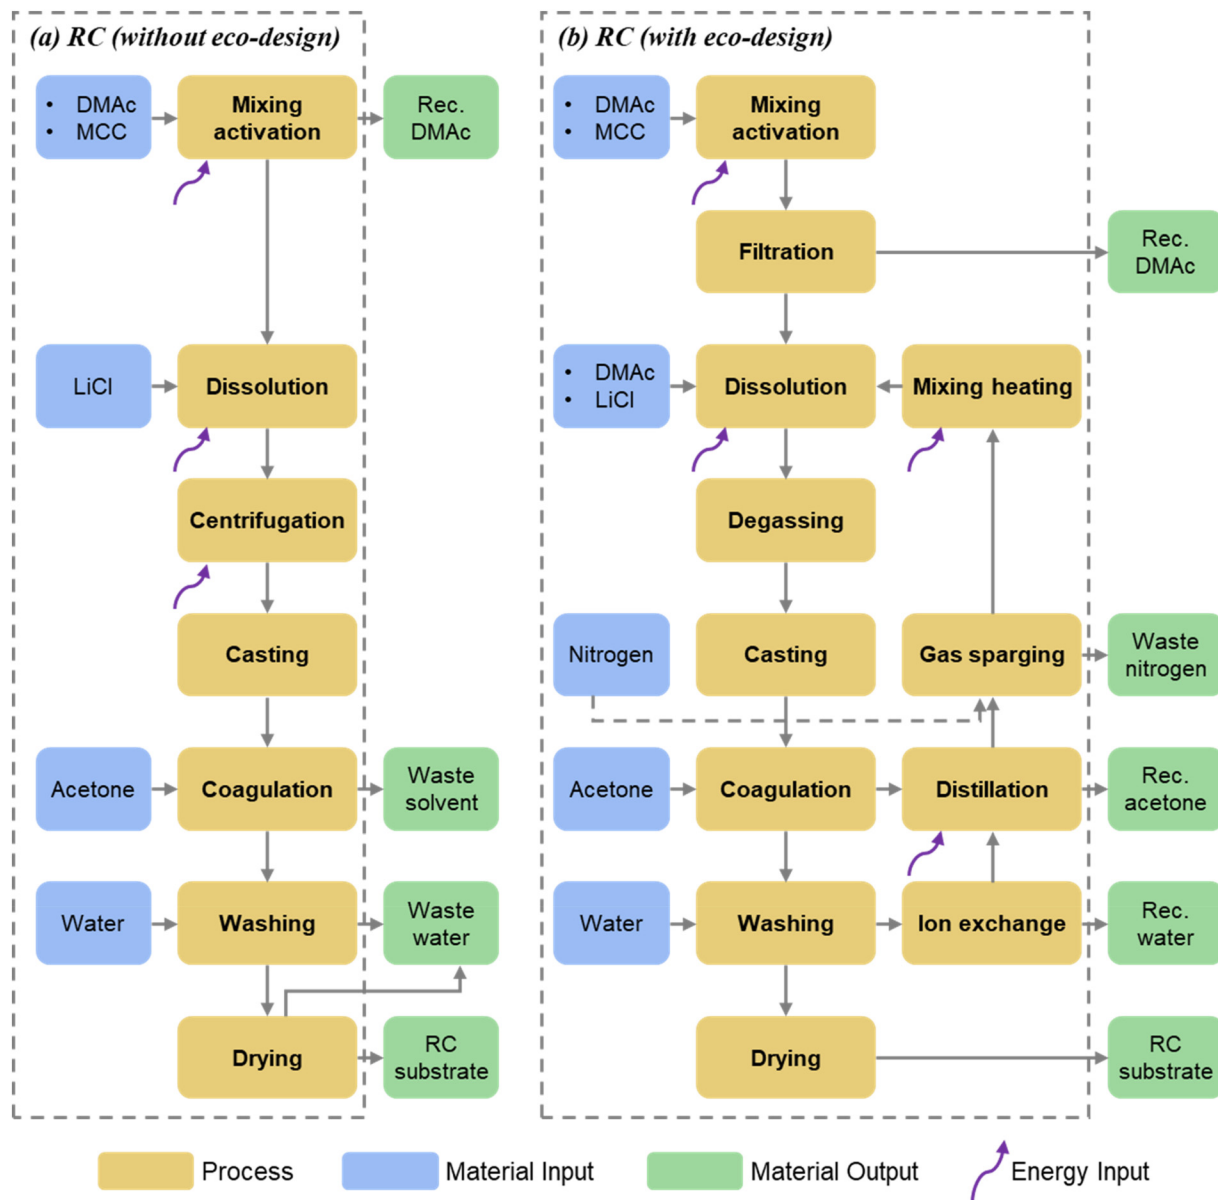 (a) RC (without eco-design)
• DMAc
• MCC
Mixing
activation
Rec.
DMAc
LiCl
Dissolution
Centrifugation
Casting
Acetone
Coagulation
Waste
solvent
Water
Washing
Waste
water
Drying
RC
substrate
(b) RC (with eco-design)
• DMAc
• MCC
Mixing
activation
Filtration
Rec.
DMAc
• DMAc
• LiCl
Dissolution
Mixing heating
Degassing
Nitrogen
Casting
Gas sparging
Waste
nitrogen
Acetone
Coagulation
Distillation
Rec.
acetone
Water
Washing
Ion exchange
Rec.
water
Drying
RC
substrate
Process
Material Input
Material Output
Energy Input